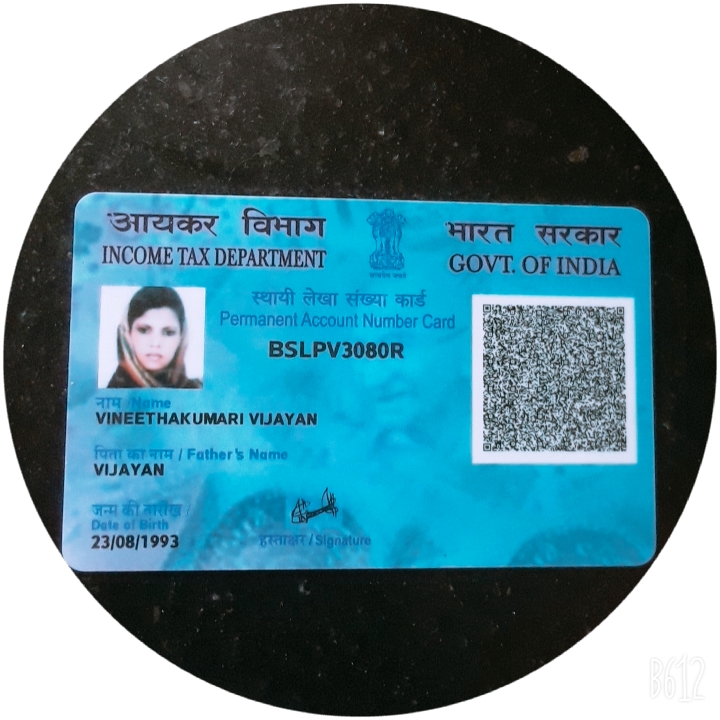 आयकर विभाग
INCOME TAX DEPARTMENT
भारत सरकार
GOVT. OF INDIA
सत्यमेव जयते
स्थायी लेखा संख्या कार्ड
Permanent Account Number Card
BSLPV3080R
नाम / Name
VINEETHAKUMARI VIJAYAN
पिता का नाम / Father's Name
VIJAYAN
जन्म की तारीख /
Date of Birth
23/08/1993
हस्ताक्षर / Signature
B612